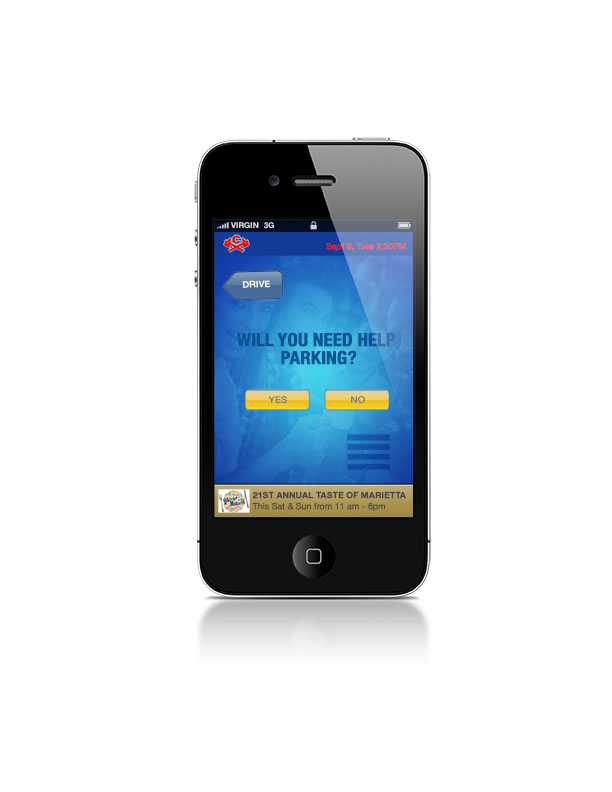 VIRGIN 3G
Sept 9, Tues 2:30PM
DRIVE
WILL YOU NEED HELP
PARKING?
YES NO
21ST ANNUAL TASTE OF MARIETTA
This Sat & Sun from 11 am - 6pm